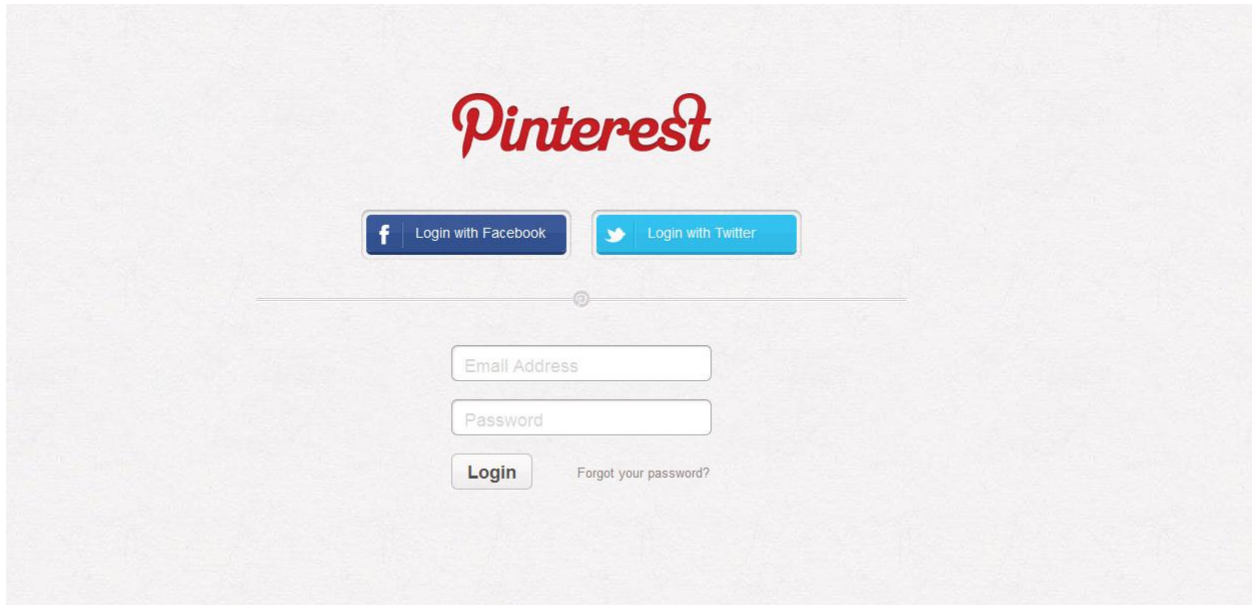 Pinterest
Login with Facebook
Login with Twitter
Email Address
Password
Login
Forgot your password?